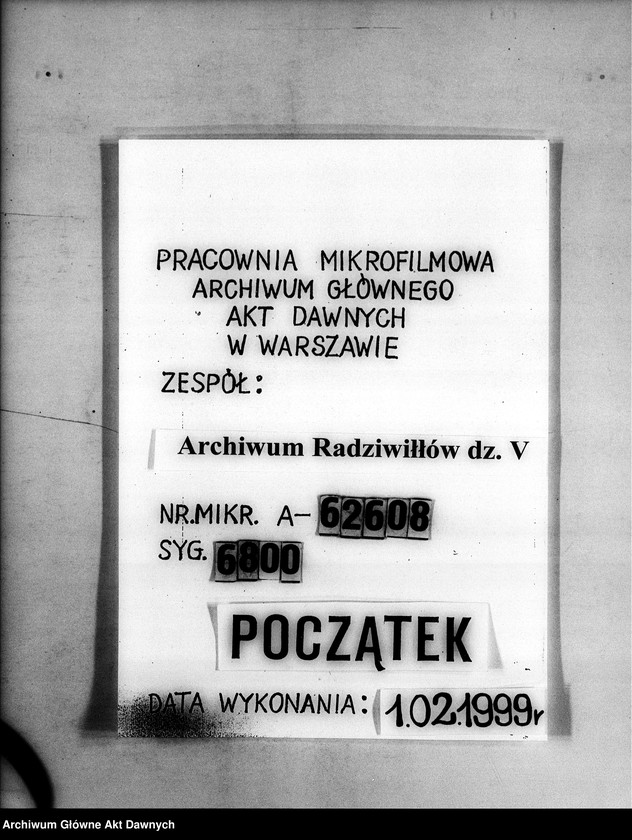 PRACOWNIA MIKROFILMOWA
ARCHIWUM GŁÓWNEGO
AKT DAWNYCH
W WARSZAWIE
ZESPÓŁ:
Archiwum Radziwiłłów dz. V
NR.MIKR. A-62608
SYG. 6800
POCZĄTEK
DATA WYKONANIA: 1.02.1999r
Archiwum Główne Akt Dawnych